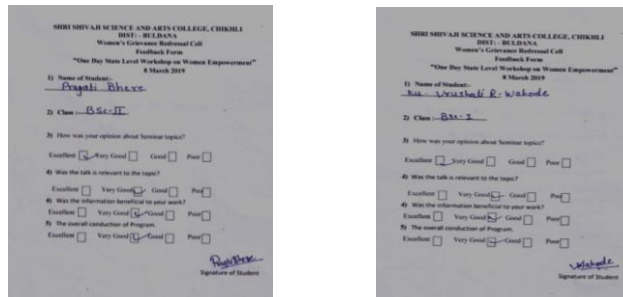 SHRI SHIVAJI SCIENCE AND ARTS COLLEGE, CHIKHLI
DIST: - BULDANA
Women's Grievance Redressal Cell
Feedback Form
"One Day State Level Workshop on Women Empowerment"
8 March 2019
1) Name of Student:-
Pragati Bhere
2) Class :- BSc-II
3) How was your opinion about Seminar topics?
Excellent Very Good Good Poor
4) Was the talk is relevant to the topic?
Excellent Very Good Good Poor
4) Was the information beneficial to your work?
Excellent Very Good Good Poor
5) The overall conduction of Program.
Excellent Very Good Good Poor
Signature of Student
SHRI SHIVAJI SCIENCE AND ARTS COLLEGE, CHIKHLI
DIST: - BULDANA
Women's Grievance Redressal Cell
Feedback Form
"One Day State Level Workshop on Women Empowerment"
8 March 2019
1) Name of Student:-
Ku. Vrushali R. Wakode
2) Class :- BSc-I
3) How was your opinion about Seminar topics?
Excellent Very Good Good Poor
4) Was the talk is relevant to the topic?
Excellent Very Good Good Poor
4) Was the information beneficial to your work?
Excellent Very Good Good Poor
5) The overall conduction of Program.
Excellent Very Good Good Poor
Wakode
Signature of Student